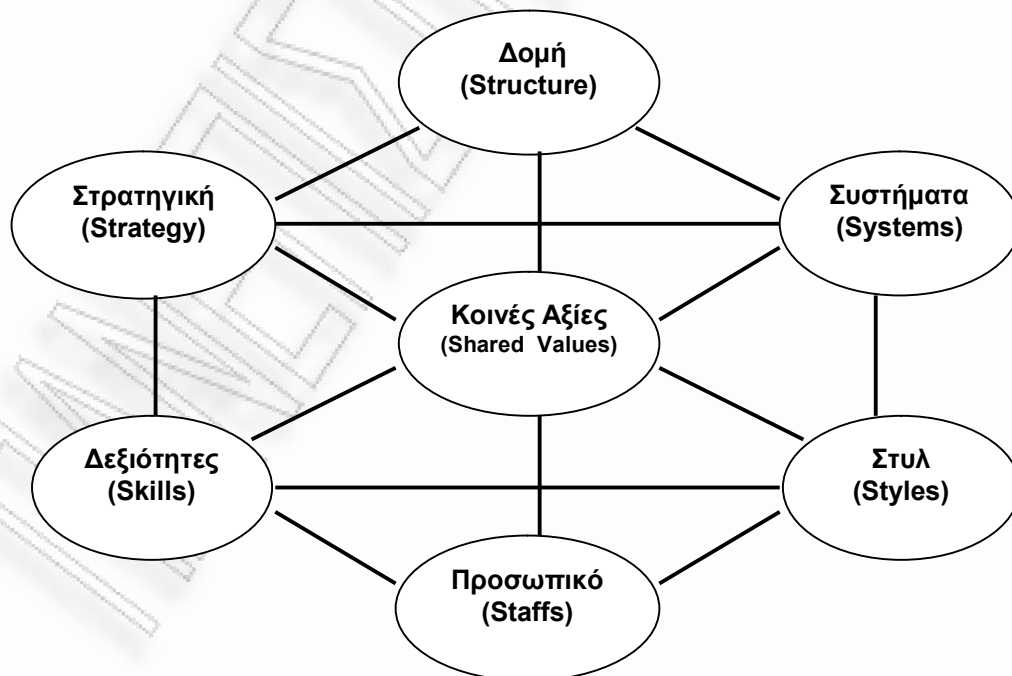 Δομή
(Structure)
Στρατηγική
(Strategy)
Συστήματα
(Systems)
Κοινές Αξίες
(Shared Values)
Δεξιότητες
(Skills)
Στυλ
(Styles)
Προσωπικό
(Staffs)